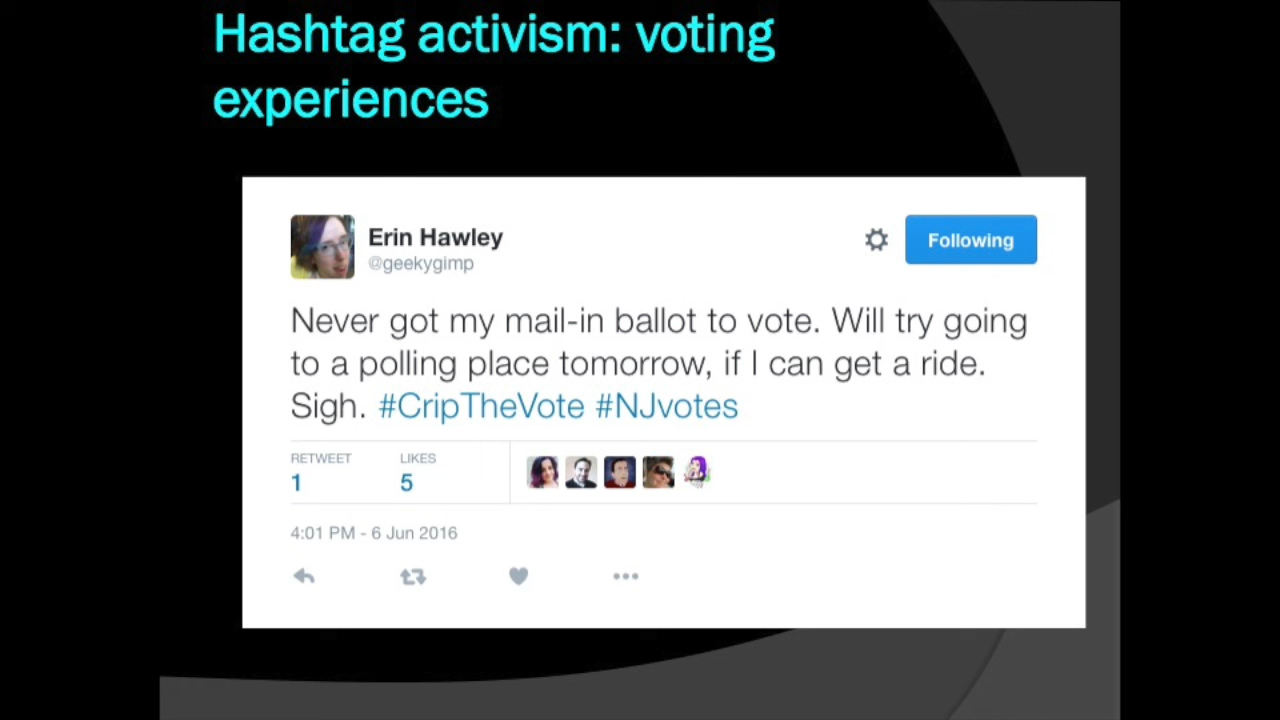 Hashtag activism: voting
experiences
Erin Hawley
@geekygimp
Following
Never got my mail-in ballot to vote. Will try going
to a polling place tomorrow, if I can get a ride.
Sigh. #CripTheVote #NJvotes
RETWEET LIKES
1 5
4:01 PM - 6 Jun 2016